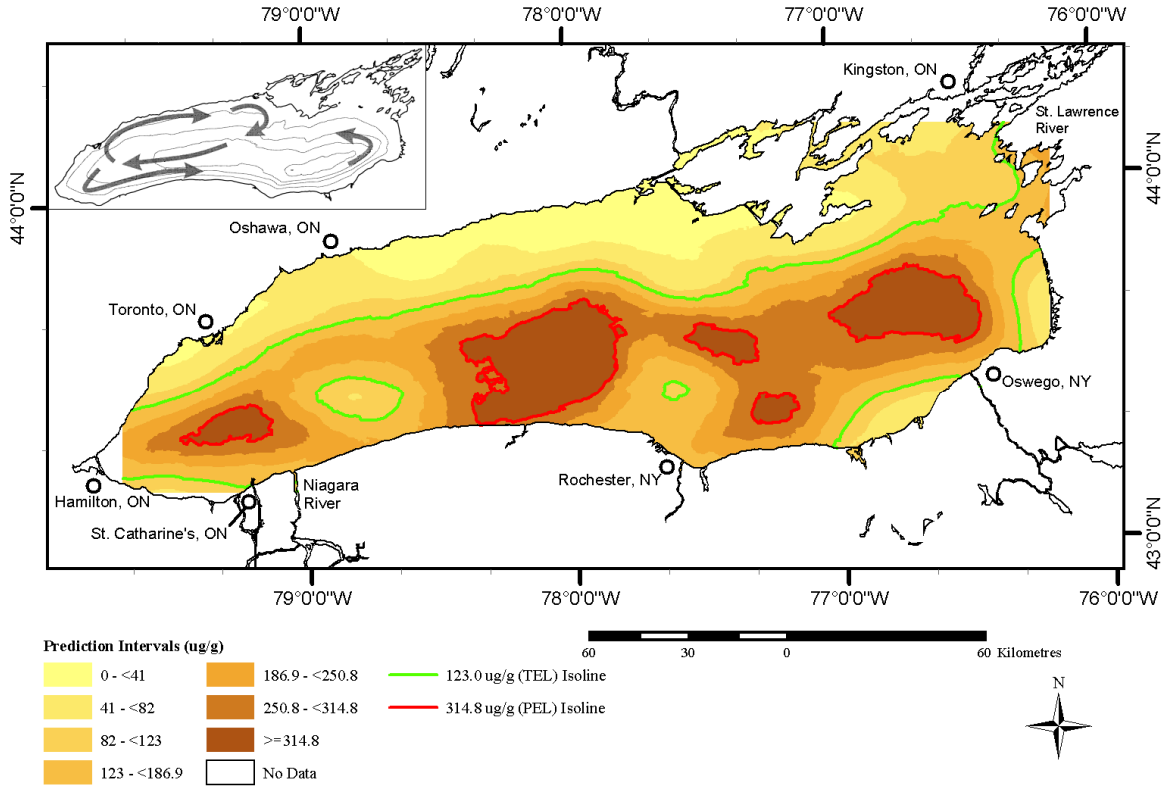 79°0'0"W
78°0'0"W
77°0'0"W
76°0'0"W
Kingston, ON
St. Lawrence
River
44°0'0"N
44°0'0"N
Oshawa, ON
Toronto, ON
Oswego, NY
Rochester, NY
Niagara
River
Hamilton, ON
St. Catharine's, ON
43°0'0"N
79°0'0"W
78°0'0"W
77°0'0"W
76°0'0"W
Prediction Intervals (ug/g)
0 - <41
41 - <82
82 - <123
123 - <186.9
186.9 - <250.8
250.8 - <314.8
>=314.8
No Data
123.0 ug/g (TEL) Isoline
314.8 ug/g (PEL) Isoline
60 30 0 60 Kilometres
N